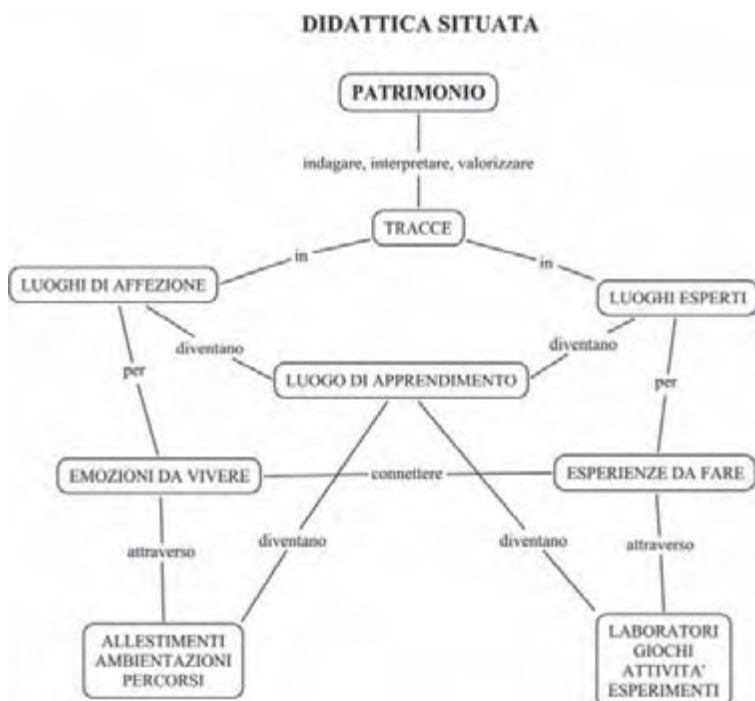 DIDATTICA SITUATA
PATRIMONIO
indagare, interpretare, valorizzare
TRACCE
in
in
LUOGHI DI AFFEZIONE
LUOGHI ESPERTI
diventano
diventano
per
LUOGO DI APPRENDIMENTO
per
EMOZIONI DA VIVERE
connettere
ESPERIENZE DA FARE
attraverso
diventano
diventano
attraverso
ALLESTIMENTI
AMBIENTAZIONI
PERCORSI
LABORATORI
GIOCHI
ATTIVITA'
ESPERIMENTI